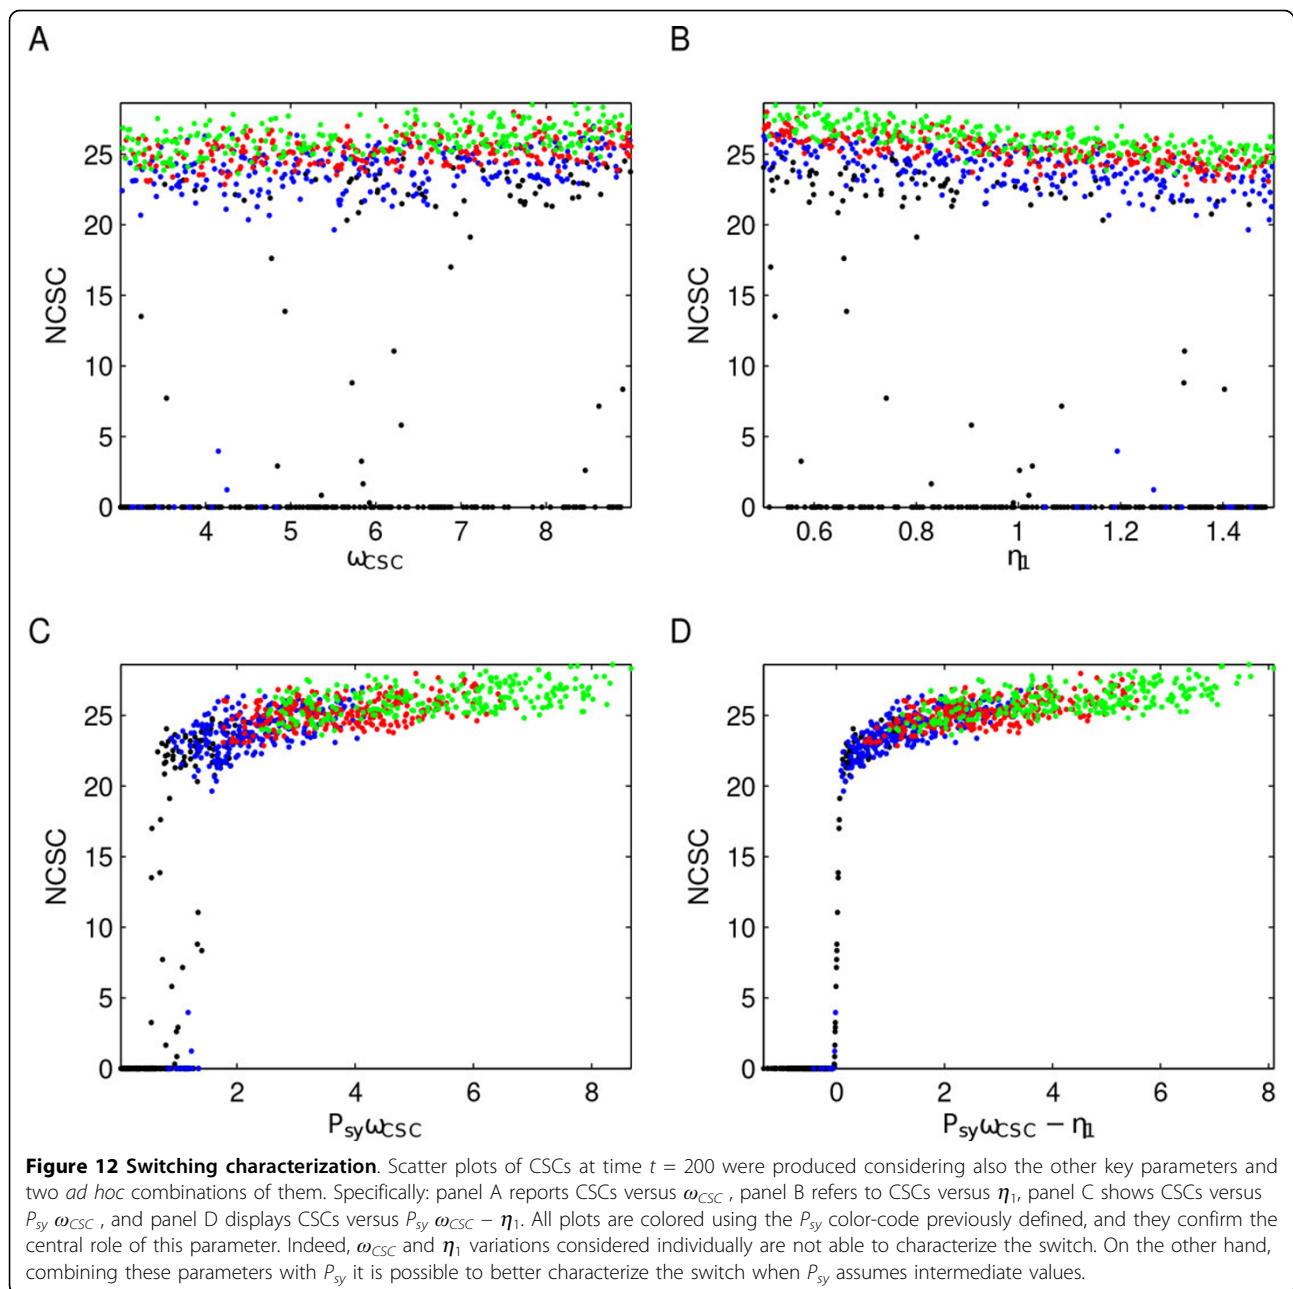 A
B
25
20
15
10
5
0
NCSC
4
5
6
7
8
ωCSC
25
20
15
10
5
0
NCSC
0.6
0.8
1
1.2
1.4
η1
C
D
25
20
15
10
5
0
NCSC
2
4
6
8
PsyωCSC
25
20
15
10
5
0
NCSC
0
2
4
6
8
PsyωCSC − η1
Figure 12 Switching characterization. Scatter plots of CSCs at time t = 200 were produced considering also the other key parameters and
two ad hoc combinations of them. Specifically: panel A reports CSCs versus ωCSC , panel B refers to CSCs versus η1, panel C shows CSCs versus
Psy ωCSC , and panel D displays CSCs versus Psy ωCSC − η1. All plots are colored using the Psy color-code previously defined, and they confirm the
central role of this parameter. Indeed, ωCSC and η1 variations considered individually are not able to characterize the switch. On the other hand,
combining these parameters with Psy it is possible to better characterize the switch when Psy assumes intermediate values.